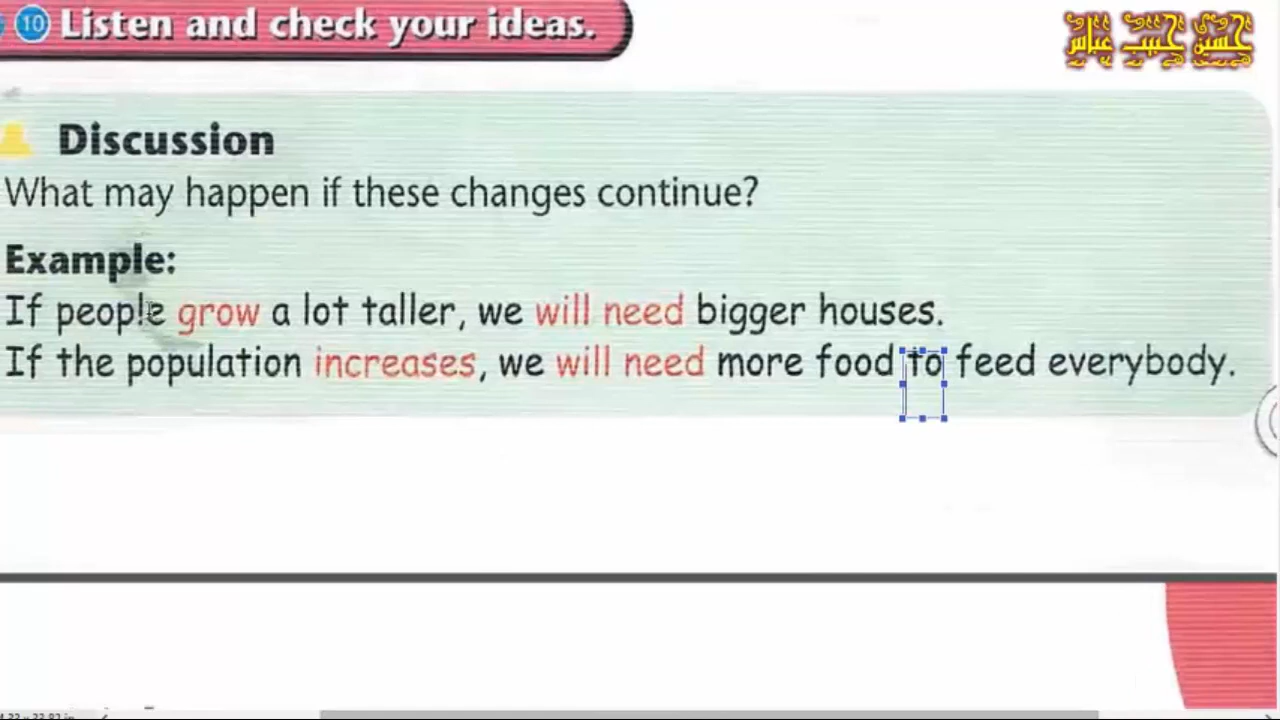 10 Listen and check your ideas.
حسين حبيب عباس
Discussion
What may happen if these changes continue?
Example:
If people grow a lot taller, we will need bigger houses.
If the population increases, we will need more food to feed everybody.